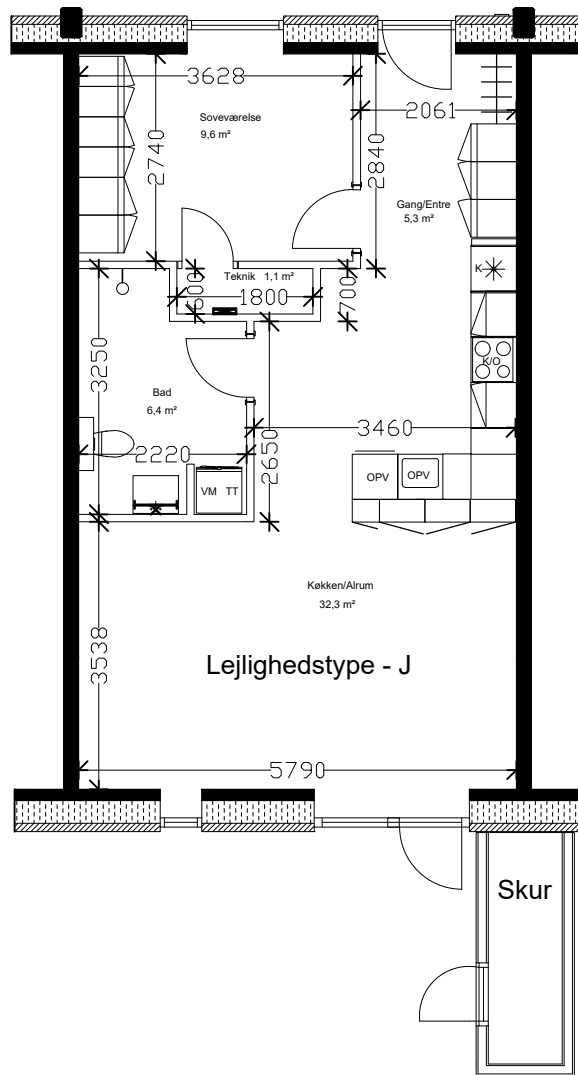 3628
2061
Soveværelse
9,6 m²
2740
2840
Gang/Entre
5,3 m²
K
Teknik 1,1 m²
600
1800
700
3250
K/O
Bad
6,4 m²
3460
2220
2650
VM TT
OPV
OPV
Køkken/Alrum
32,3 m²
3538
Lejlighedstype - J
5790
Skur